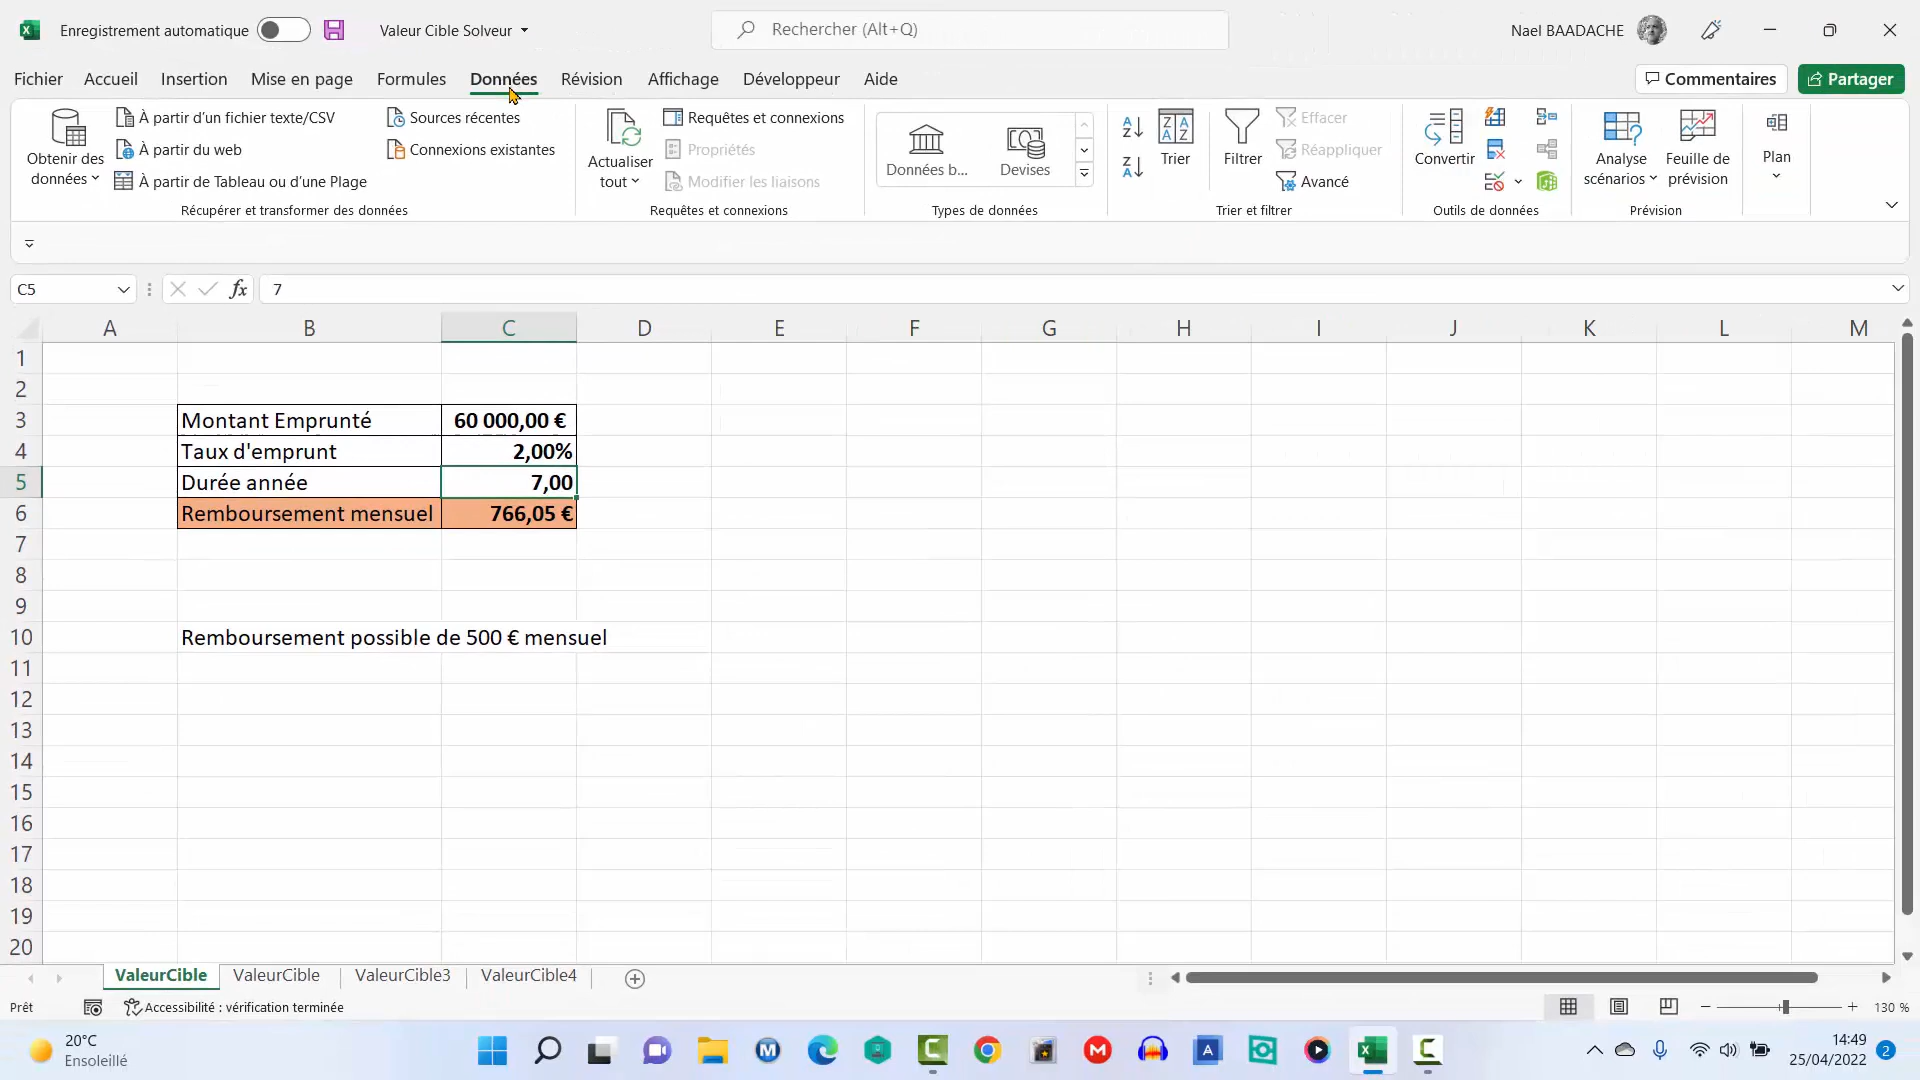 Enregistrement automatique
Valeur Cible Solveur
Rechercher (Alt+Q)
Nael BAADACHE
Fichier Accueil Insertion Mise en page Formules Données Révision Affichage Développeur Aide
Commentaires
Partager
Obtenir des données
À partir d'un fichier texte/CSV
À partir du web
À partir de Tableau ou d'une Plage
Sources récentes
Connexions existantes
Récupérer et transformer des données
Actualiser tout
Requêtes et connexions
Propriétés
Modifier les liaisons
Requêtes et connexions
Données b...
Devises
Types de données
Trier
Filtrer
Effacer
Réappliquer
Avancé
Trier et filtrer
Convertir
Outils de données
Analyse scénarios
Feuille de prévision
Prévision
Plan
C5
fx
7
A B C D E F G H I J K L M
1
2
3 Montant Emprunté 60 000,00 €
4 Taux d'emprunt 2,00%
5 Durée année 7,00
6 Remboursement mensuel 766,05 €
7
8
9
10 Remboursement possible de 500 € mensuel
11
12
13
14
15
16
17
18
19
20
ValeurCible ValeurCible ValeurCible3 ValeurCible4
Prêt
Accessibilité : vérification terminée
130 %
20°C
Ensoleillé
14:49
25/04/2022
2